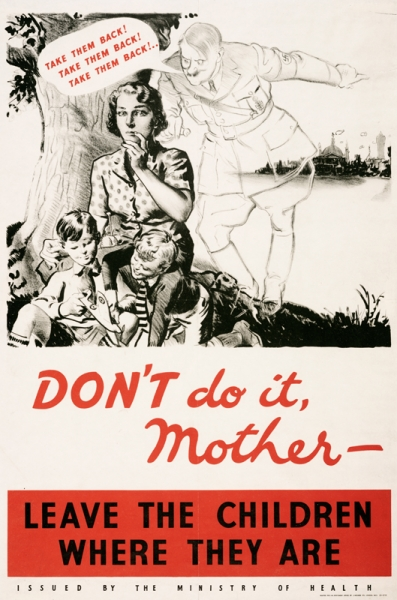 TAKE THEM BACK!
TAKE THEM BACK!
TAKE THEM BACK!..
DON'T do it,
Mother—
LEAVE THE CHILDREN
WHERE THEY ARE
ISSUED BY THE MINISTRY OF HEALTH